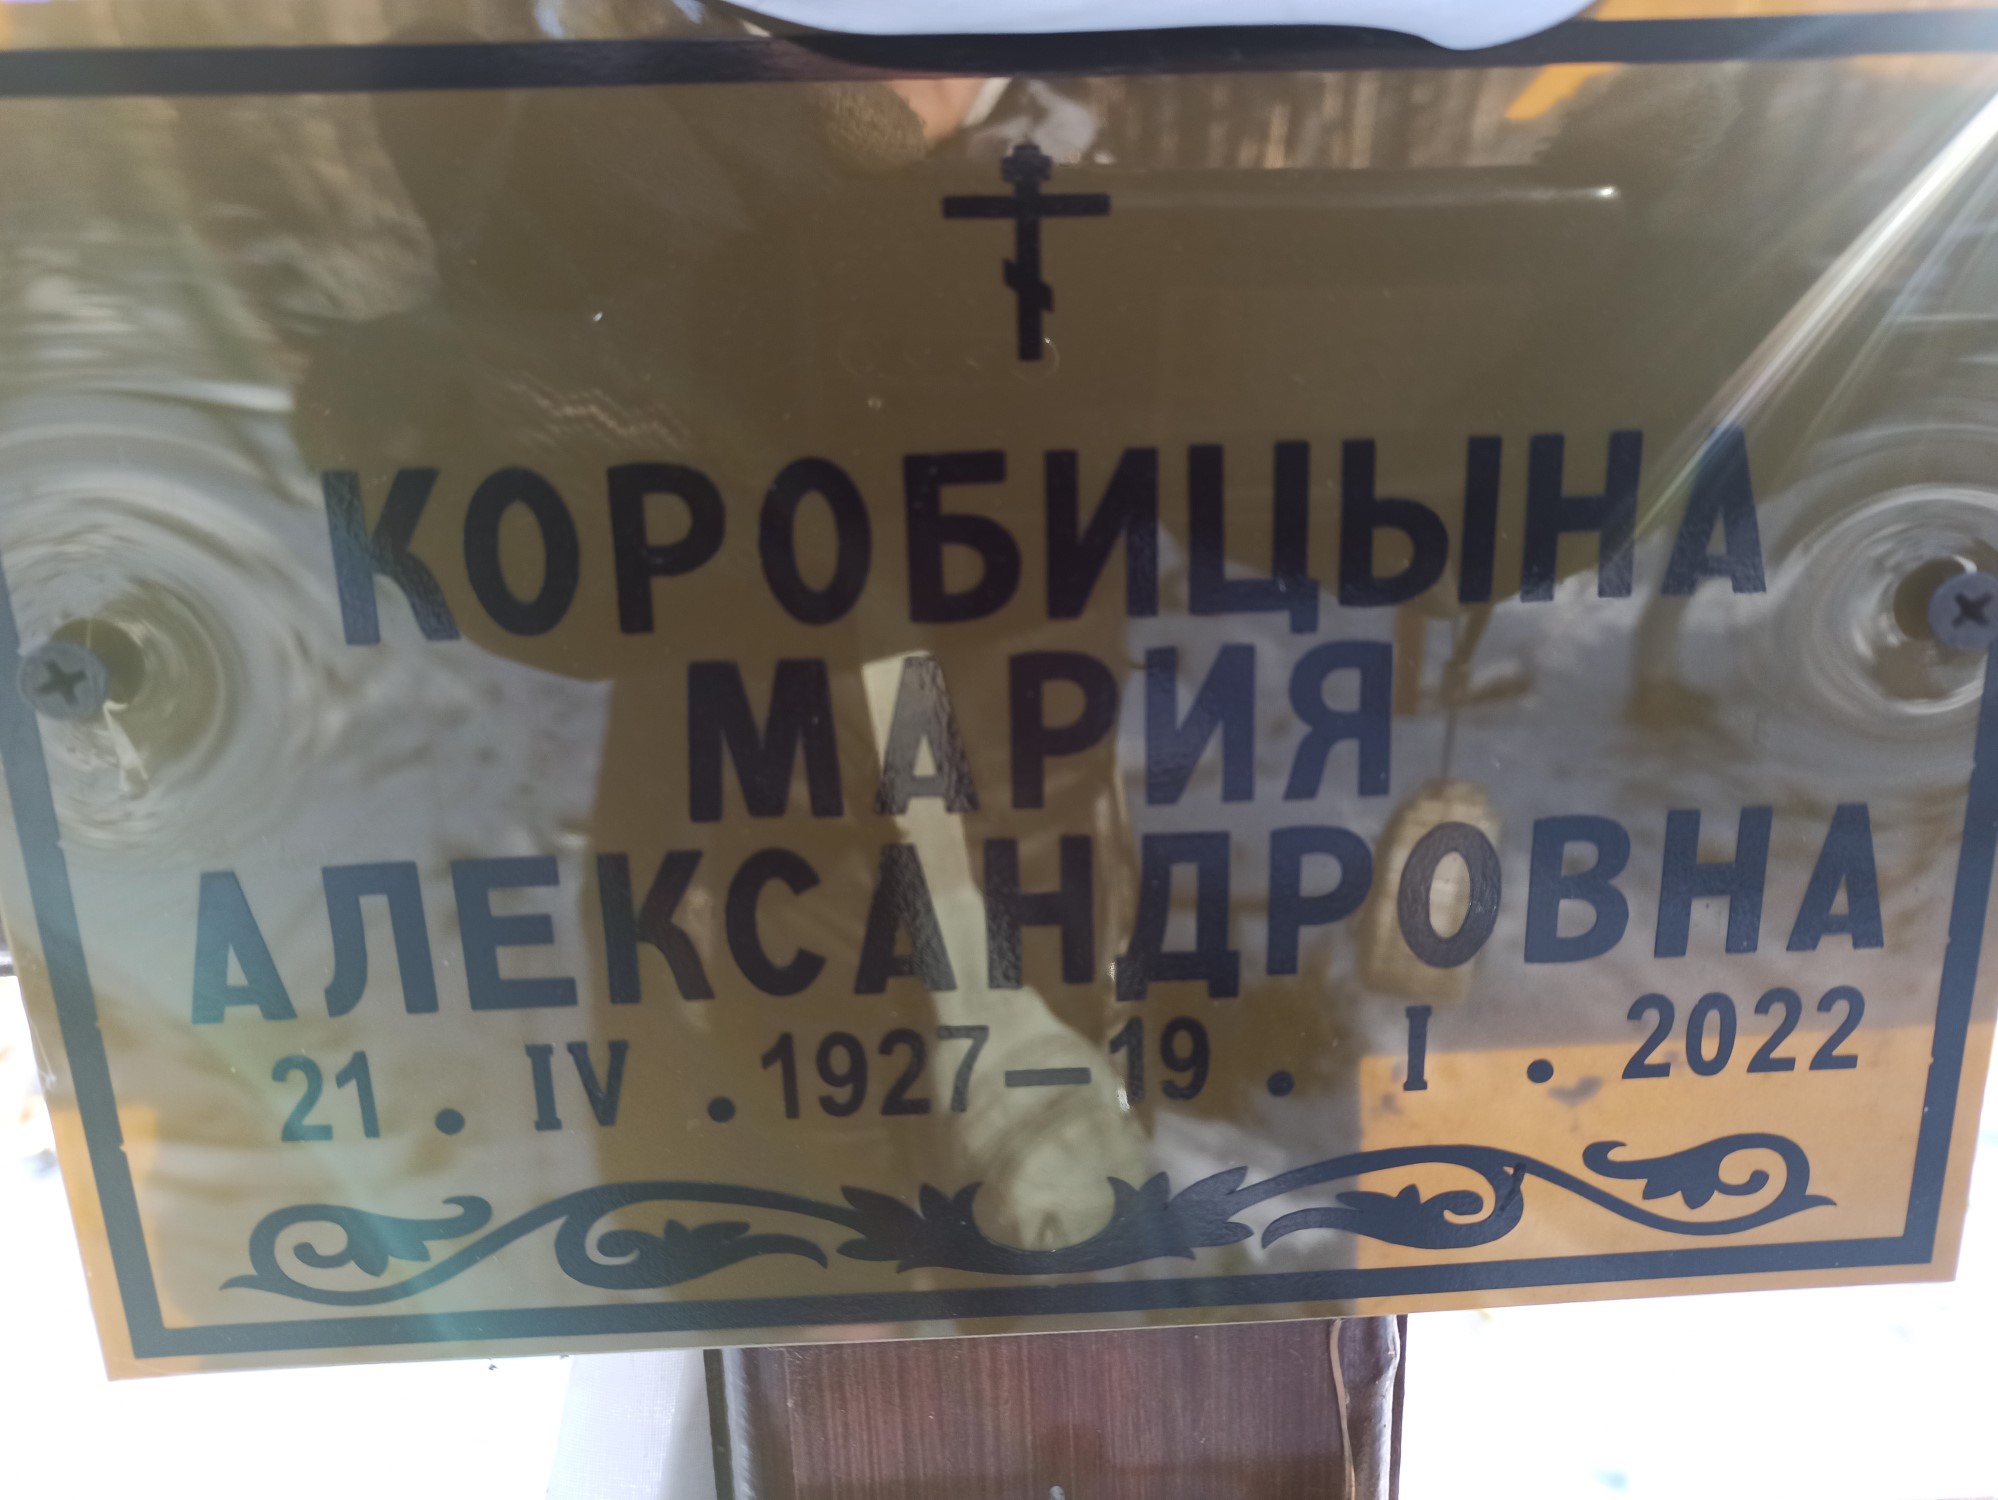 КОРОБИЦЫНА
МАРИЯ
АЛЕКСАНДРОВНА
21 . IV . 1927—19 . I . 2022